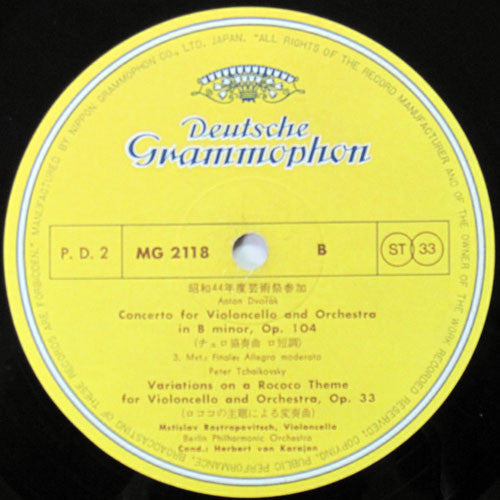 Deutsche
Grammophon
P. D. 2 MG 2118 B ST 33
昭和44年度芸術祭参加
Anton Dvořák
Concerto for Violoncello and Orchestra
in B minor, Op. 104
(チェロ協奏曲 ロ短調)
3. Mvt.: Finale; Allegro moderato
Peter Tchaikovsky
Variations on a Rococo Theme
for Violoncello and Orchestra, Op. 33
(ロココの主題による変奏曲)
Mstislav Rostropovitsch, Violoncello
Berlin Philharmonic Orchestra
Cond.: Herbert von Karajan
MANUFACTURED BY NIPPON GRAMMOPHON CO., LTD. JAPAN. "ALL RIGHTS OF THE RECORD MANUFACTURER AND OF THE OWNER OF THE WORK RECORDED RESERVED; COPYING, PUBLIC PERFORMANCE, BROADCASTING OF THESE RECORDS ARE FORBIDDEN."